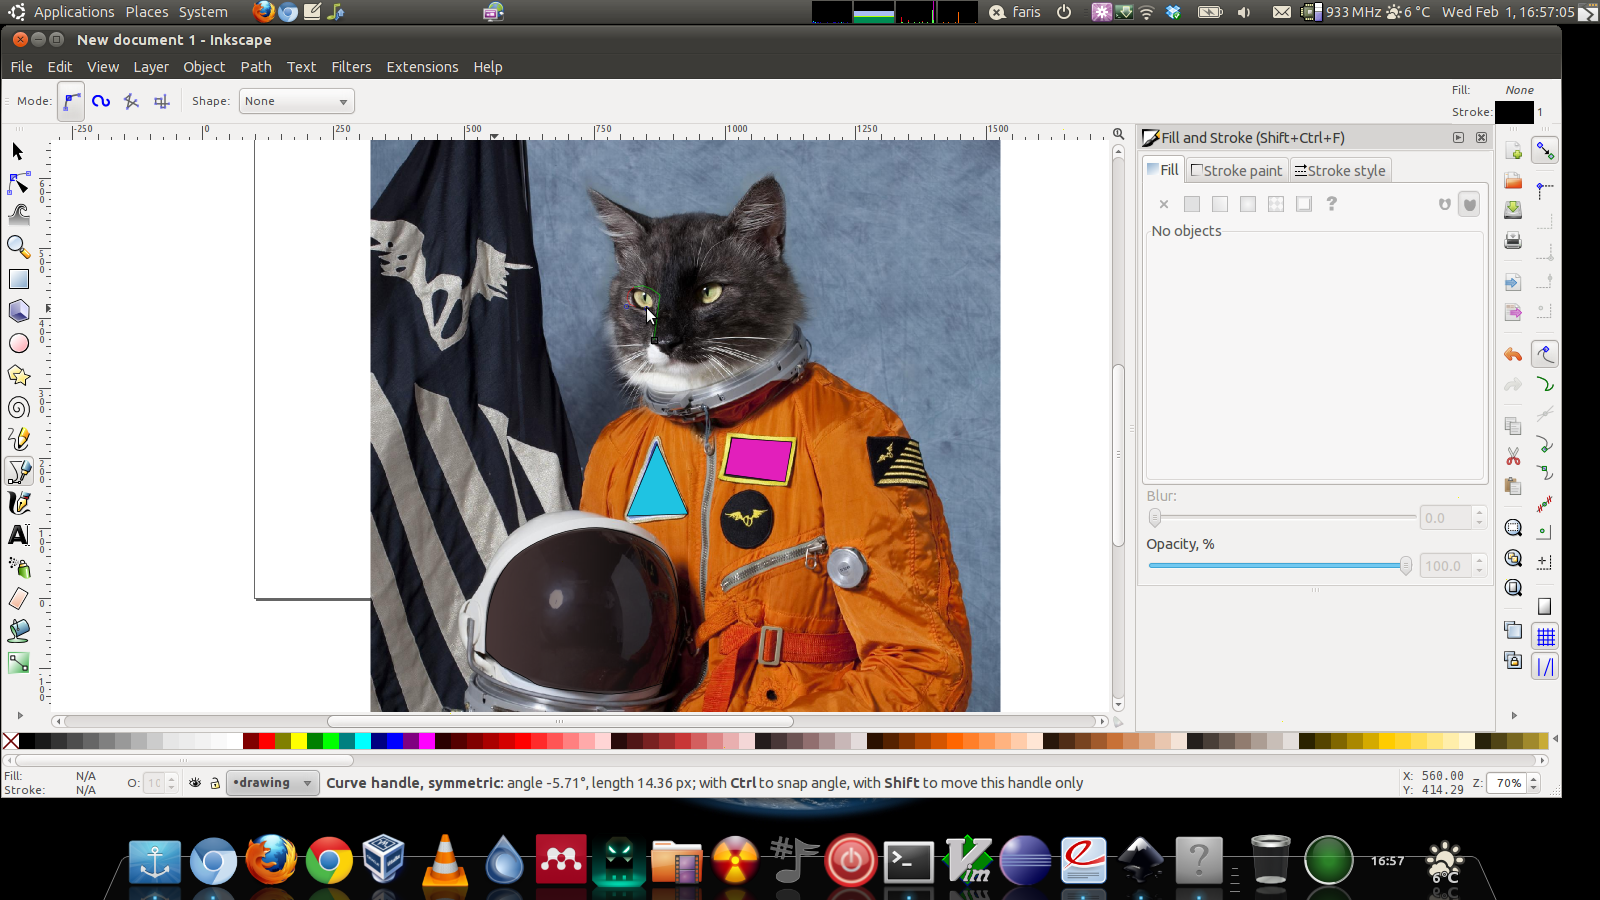 Applications Places System
faris
933 MHz 6 °C Wed Feb 1, 16:57:05
New document 1 - Inkscape
File Edit View Layer Object Path Text Filters Extensions Help
Mode: Shape: None
Fill: None
Stroke: 1
-250 0 250 500 750 1000 1250 1500
Fill and Stroke (Shift+Ctrl+F)
Fill Stroke paint Stroke style
?
No objects
Blur:
0.0
Opacity, %
100.0
Fill: N/A
Stroke: N/A
O:
•drawing
Curve handle, symmetric: angle -5.71°, length 14.36 px; with Ctrl to snap angle, with Shift to move this handle only
X: 560.00
Y: 414.29
Z: 70%
Vim
?
16:57
6°C